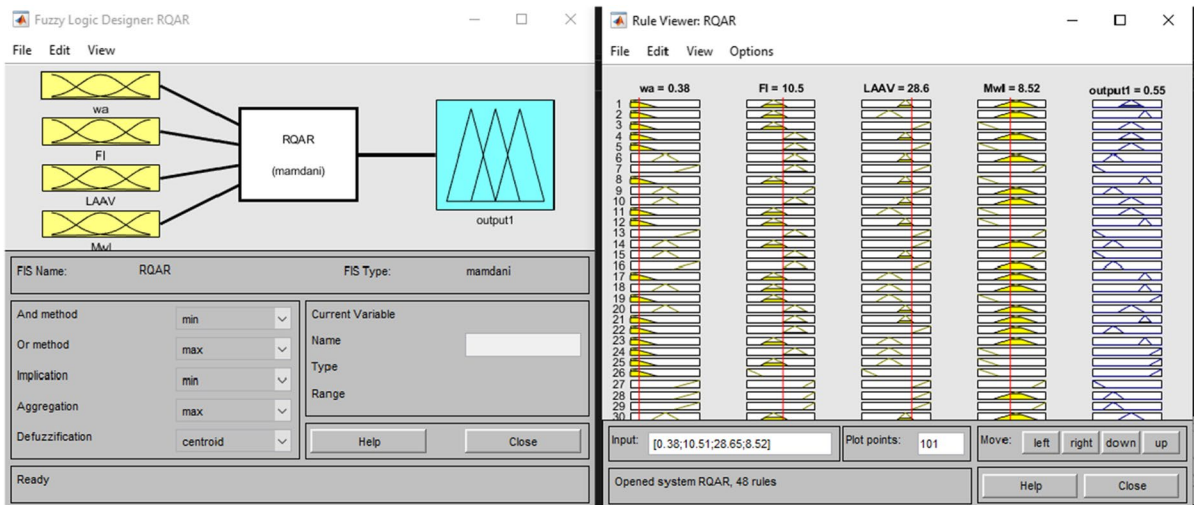 Fuzzy Logic Designer: RQAR
File Edit View
wa
FI
LAAV
Mwl
RQAR
(mamdani)
output1
FIS Name: RQAR FIS Type: mamdani
And method min
Or method max
Implication min
Aggregation max
Defuzzification centroid
Current Variable
Name
Type
Range
Help Close
Ready
Rule Viewer: RQAR
File Edit View Options
wa = 0.38 FI = 10.5 LAAV = 28.6 Mwl = 8.52 output1 = 0.55
1
2
3
4
5
6
7
8
9
10
11
12
13
14
15
16
17
18
19
20
21
22
23
24
25
26
27
28
29
30
Input: [0.38;10.51;28.65;8.52] Plot points: 101 Move: left right down up
Opened system RQAR, 48 rules
Help Close